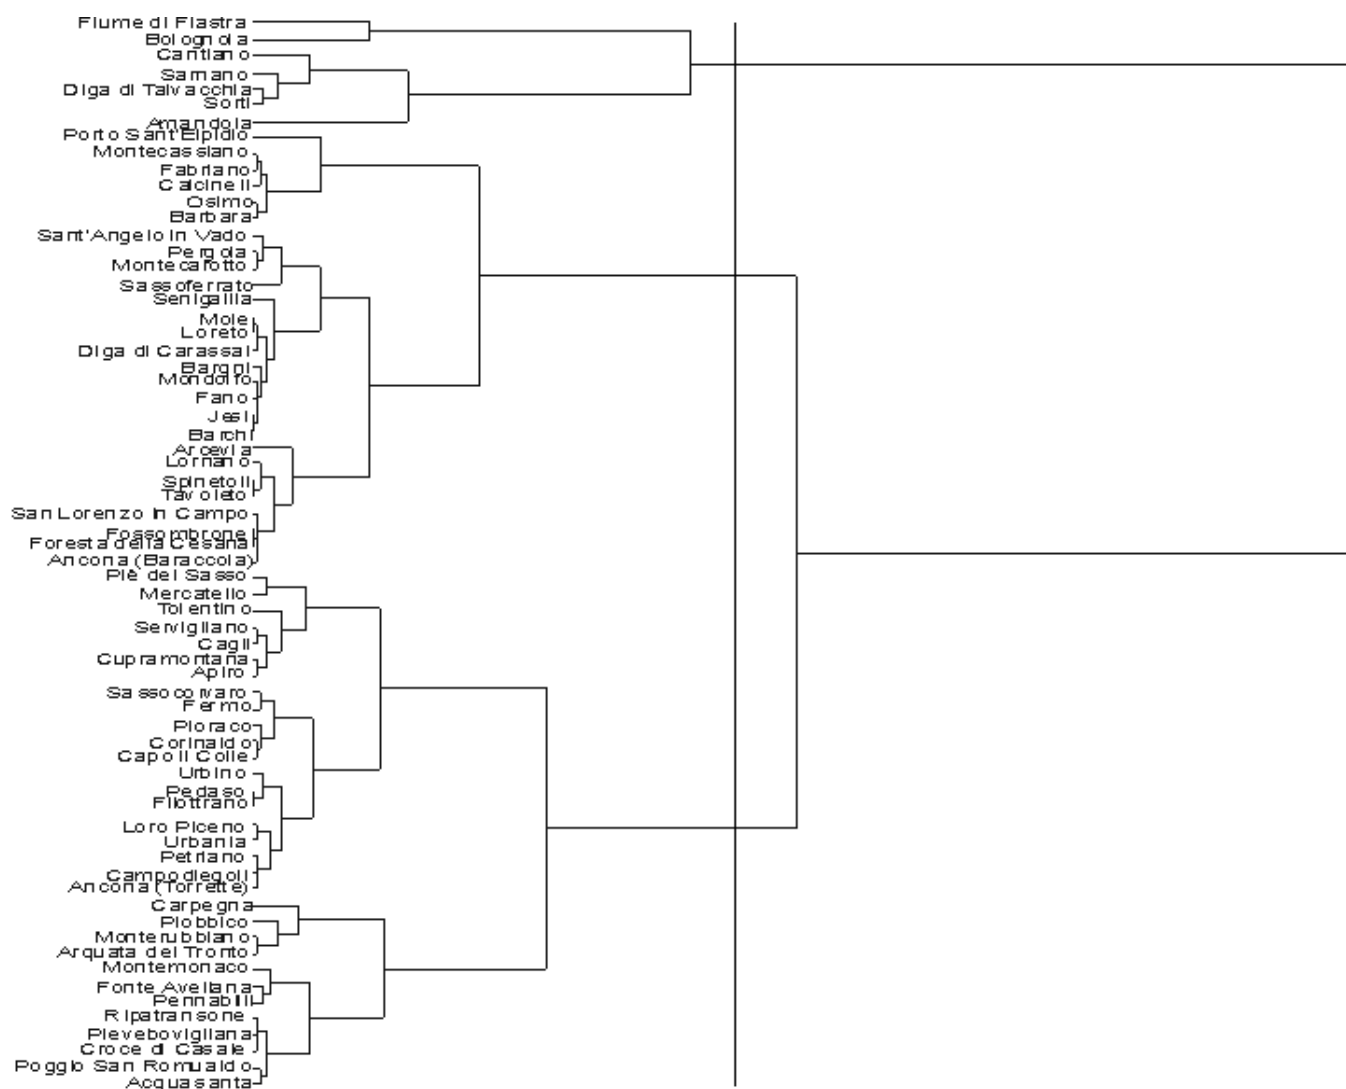 Fiume di Fiastra
Bolognola
Cantiano
Sarnano
Diga di Talvacchia
Sorti
Amandola
Porto Sant'Elpidio
Montecassiano
Fabriano
Calcinelli
Osimo
Barbara
Sant'Angelo in Vado
Pergola
Montecarotto
Sassoferrato
Senigallia
Moie
Loreto
Diga di Carassai
Bargni
Mondolfo
Fano
Jesi
Barchi
Arcevia
Lornano
Spinetoli
Tavoleto
San Lorenzo in Campo
Fossombrone
Foresta della Cesana
Ancona (Baraccola)
Piè del Sasso
Mercatello
Tolentino
Servigliano
Cagli
Cupramontana
Apiro
Sassocorvaro
Fermo
Pioraco
Corinaldo
Capo il Colle
Urbino
Pedaso
Filottrano
Loro Piceno
Urbania
Petriano
Campodiegoli
Ancona (Torrette)
Carpegna
Piobbico
Monterubbiano
Arquata del Tronto
Montemonaco
Fonte Avellana
Pennabilli
Ripatransone
Pievebovigliana
Croce di Casale
Poggio San Romualdo
Acquasanta